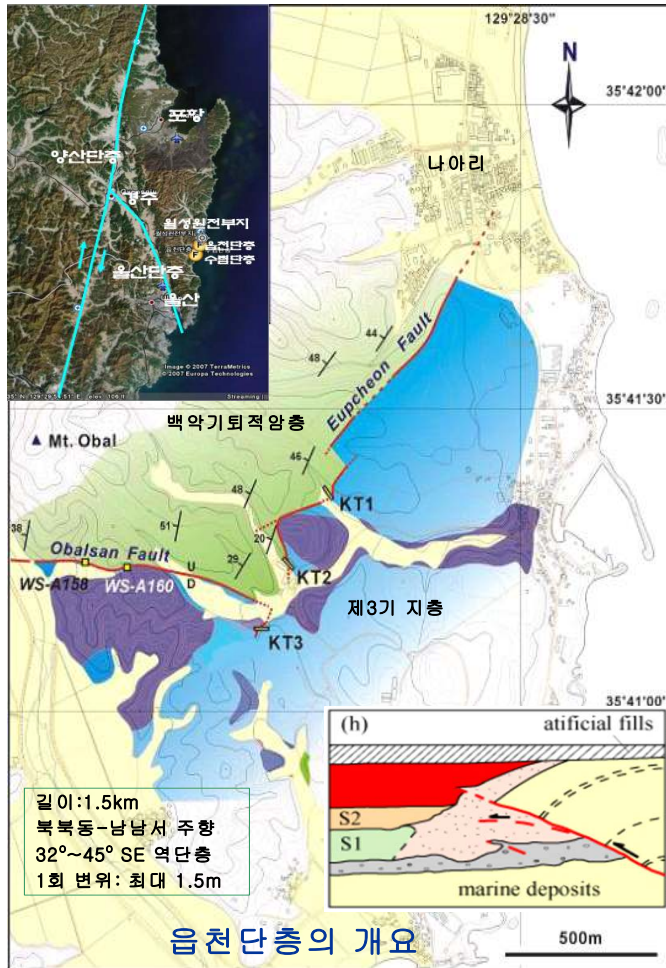 129°28'30"
N
35°42'00"
포항
양산단층
경주
월성원전부지
읍천단층
수렴단층
울산단층
울산
Image © 2007 TerraMetrics
© 2007 Europa Technologies
Streaming
나아리
44
48
Eupcheon Fault
35°41'30"
백악기퇴적암층
Mt. Obal
46
48
KT1
51
38
20
Obalsan Fault
29
U
D
WS-A158
WS-A160
KT2
제3기 지층
KT3
35°41'00"
(h)
atificial fills
S2
S1
marine deposits
길이:1.5km
북북동-남남서 주향
32°~45° SE 역단층
1회 변위: 최대 1.5m
읍천단층의 개요
500m